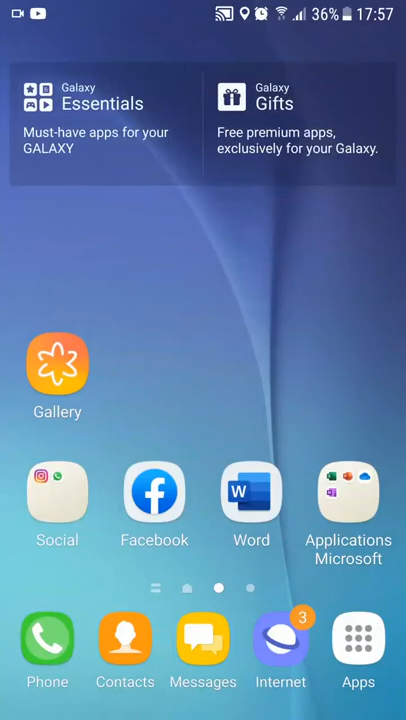 36% 17:57
Galaxy
Essentials
Must-have apps for your
GALAXY
Galaxy
Gifts
Free premium apps,
exclusively for your Galaxy.
Gallery
W
Social
Facebook
Word
Applications
Microsoft
3
Phone
Contacts
Messages
Internet
Apps